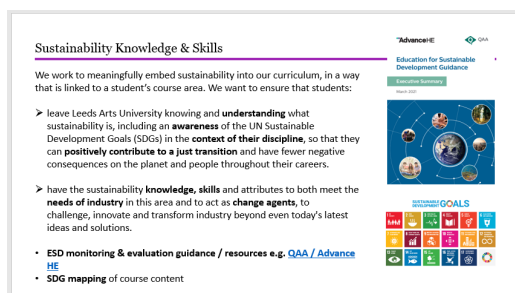 Sustainability Knowledge & Skills
We work to meaningfully embed sustainability into our curriculum, in a way
that is linked to a student's course area. We want to ensure that students:
➢ leave Leeds Arts University knowing and understanding what
sustainability is, including an awareness of the UN Sustainable
Development Goals (SDGs) in the context of their discipline, so that they
can positively contribute to a just transition and have fewer negative
consequences on the planet and people throughout their careers.
➢ have the sustainability knowledge, skills and attributes to both meet the
needs of industry in this area and to act as change agents, to
challenge, innovate and transform industry beyond even today's latest
ideas and solutions.
• ESD monitoring & evaluation guidance / resources e.g. QAA / Advance
HE
• SDG mapping of course content
AdvanceHE
QAA
Education for Sustainable
Development Guidance
Executive Summary
March 2021
SUSTAINABLE
DEVELOPMENT
GOALS